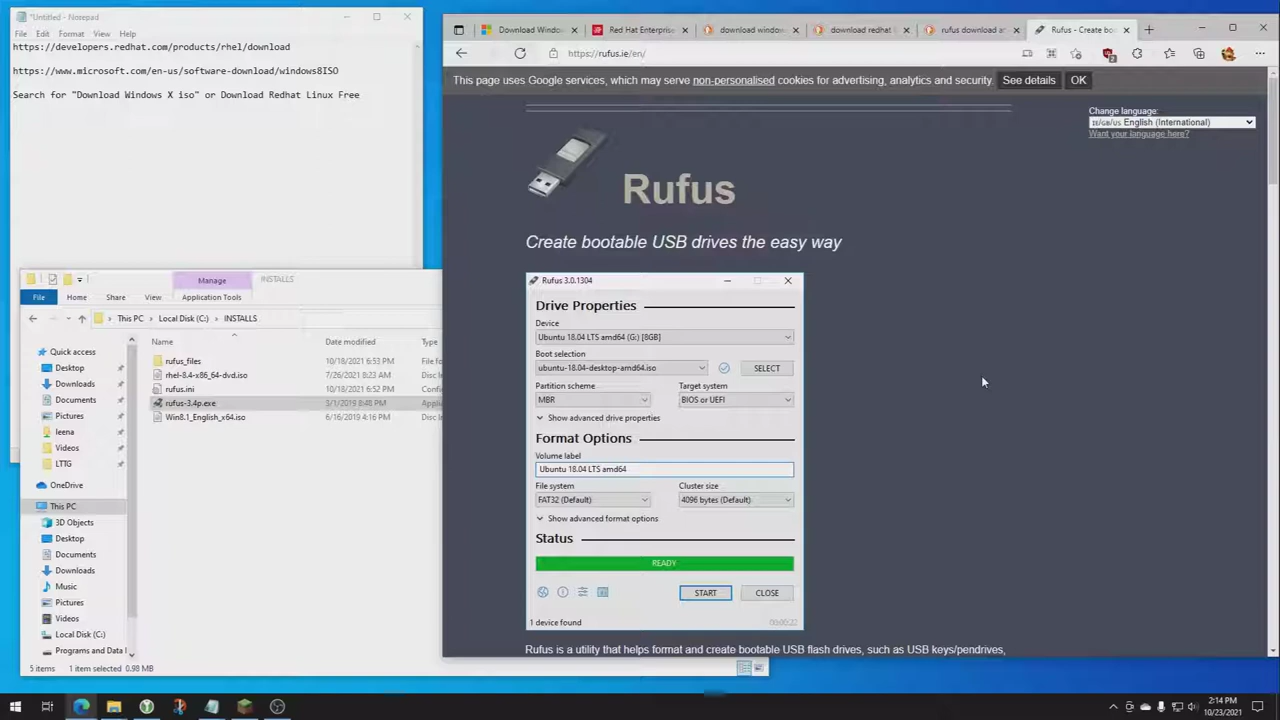 *Untitled - Notepad
File Edit Format View Help
https://developers.redhat.com/products/rhel/download
https://www.microsoft.com/en-us/software-download/windows8ISO
Search for "Download Windows X iso" or Download Redhat Linux Free
Manage
INSTALLS
File Home Share View Application Tools
This PC Local Disk (C:) INSTALLS
Name Date modified Type
Quick access
Desktop
Downloads
Documents
Pictures
leena
Videos
LTTG
OneDrive
This PC
3D Objects
Desktop
Documents
Downloads
Music
Pictures
Videos
Local Disk (C:)
Programs and Data
rufus_files 10/18/2021 6:53 PM File fo
rhel-8.4-x86_64-dvd.iso 7/26/2021 8:23 AM Disc I
rufus.ini 10/18/2021 6:52 PM Confi
rufus-3.4p.exe 3/1/2019 8:48 PM Appli
Win8.1_English_x64.iso 6/16/2019 4:16 PM Disc I
5 items 1 item selected 0.98 MB
Download Windo
Red Hat Enterprise
download window
download redhat
rufus download a
Rufus - Create bo
https://rufus.ie/en/
This page uses Google services, which may serve non-personalised cookies for advertising, analytics and security. See details OK
Change language:
English (International)
Want your language here?
Rufus
Create bootable USB drives the easy way
Rufus 3.0.1304
Drive Properties
Device
Ubuntu 18.04 LTS amd64 (G:) [8GB]
Boot selection
ubuntu-18.04-desktop-amd64.iso SELECT
Partition scheme Target system
MBR BIOS or UEFI
Show advanced drive properties
Format Options
Volume label
Ubuntu 18.04 LTS amd64
File system Cluster size
FAT32 (Default) 4096 bytes (Default)
Show advanced format options
Status
READY
START CLOSE
1 device found 00:00:22
Rufus is a utility that helps format and create bootable USB flash drives, such as USB keys/pendrives,
2:14 PM
10/23/2021